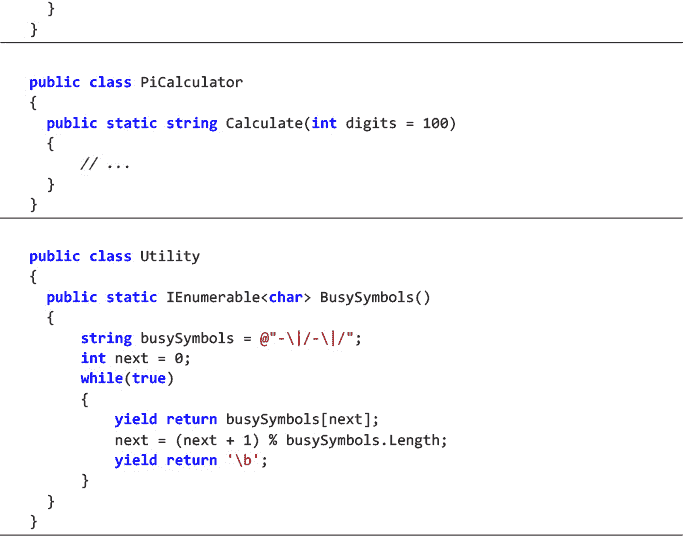 }
}
public class PiCalculator
{
  public static string Calculate(int digits = 100)
  {
      // ...
  }
}
public class Utility
{
  public static IEnumerable<char> BusySymbols()
  {
      string busySymbols = @"-\|/-\|/";
      int next = 0;
      while(true)
      {
          yield return busySymbols[next];
          next = (next + 1) % busySymbols.Length;
          yield return '\b';
      }
  }
}